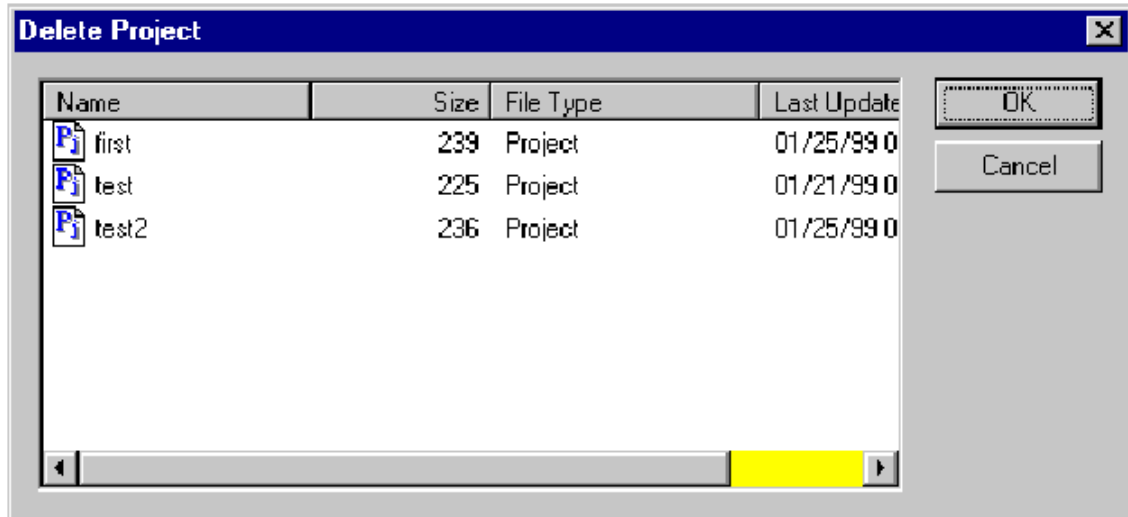 Delete Project
Name Size File Type Last Update
OK
first 239 Project 01/25/99 0
test 225 Project 01/21/99 0
Cancel
test2 236 Project 01/25/99 0